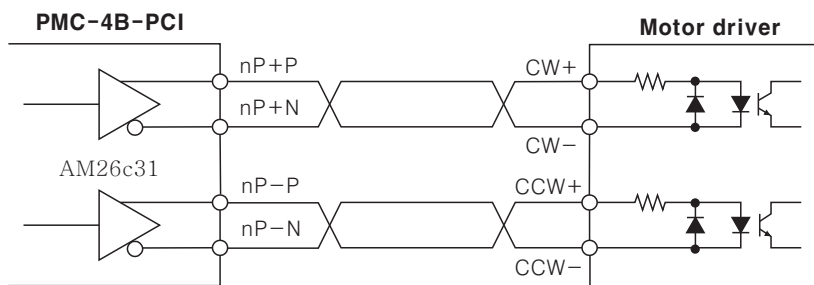 PMC-4B-PCI
Motor driver
nP+P
CW+
nP+N
CW-
AM26c31
nP-P
CCW+
nP-N
CCW-